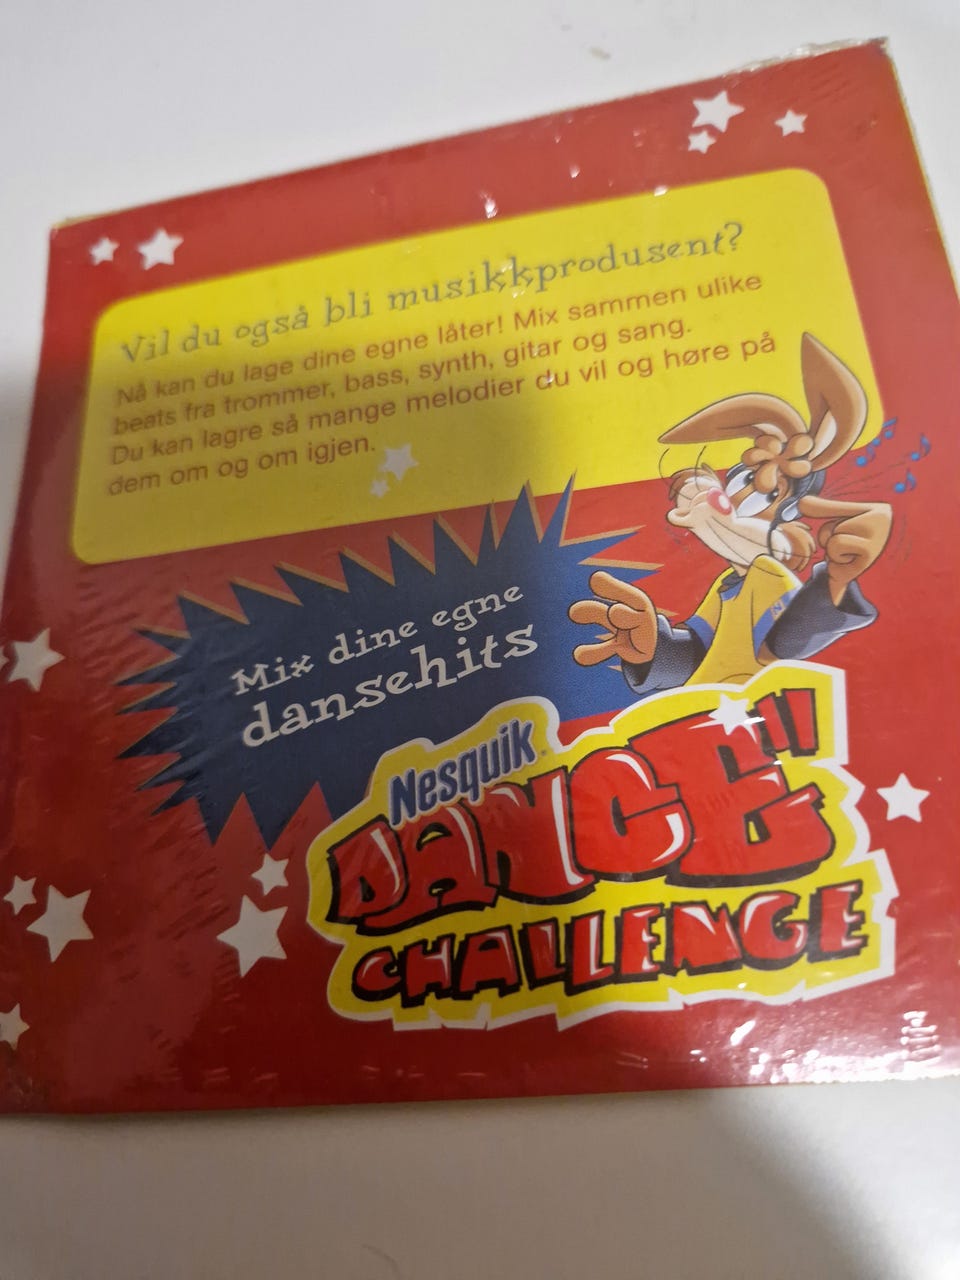 Vil du også bli musikkprodusent?
Nå kan du lage dine egne låter! Mix sammen ulike
beats fra trommer, bass, synth, gitar og sang.
Du kan lagre så mange melodier du vil og høre på
dem om og om igjen.
Mix dine egne
dansehits
N
Nesquik
DANCE
CHALLENGE